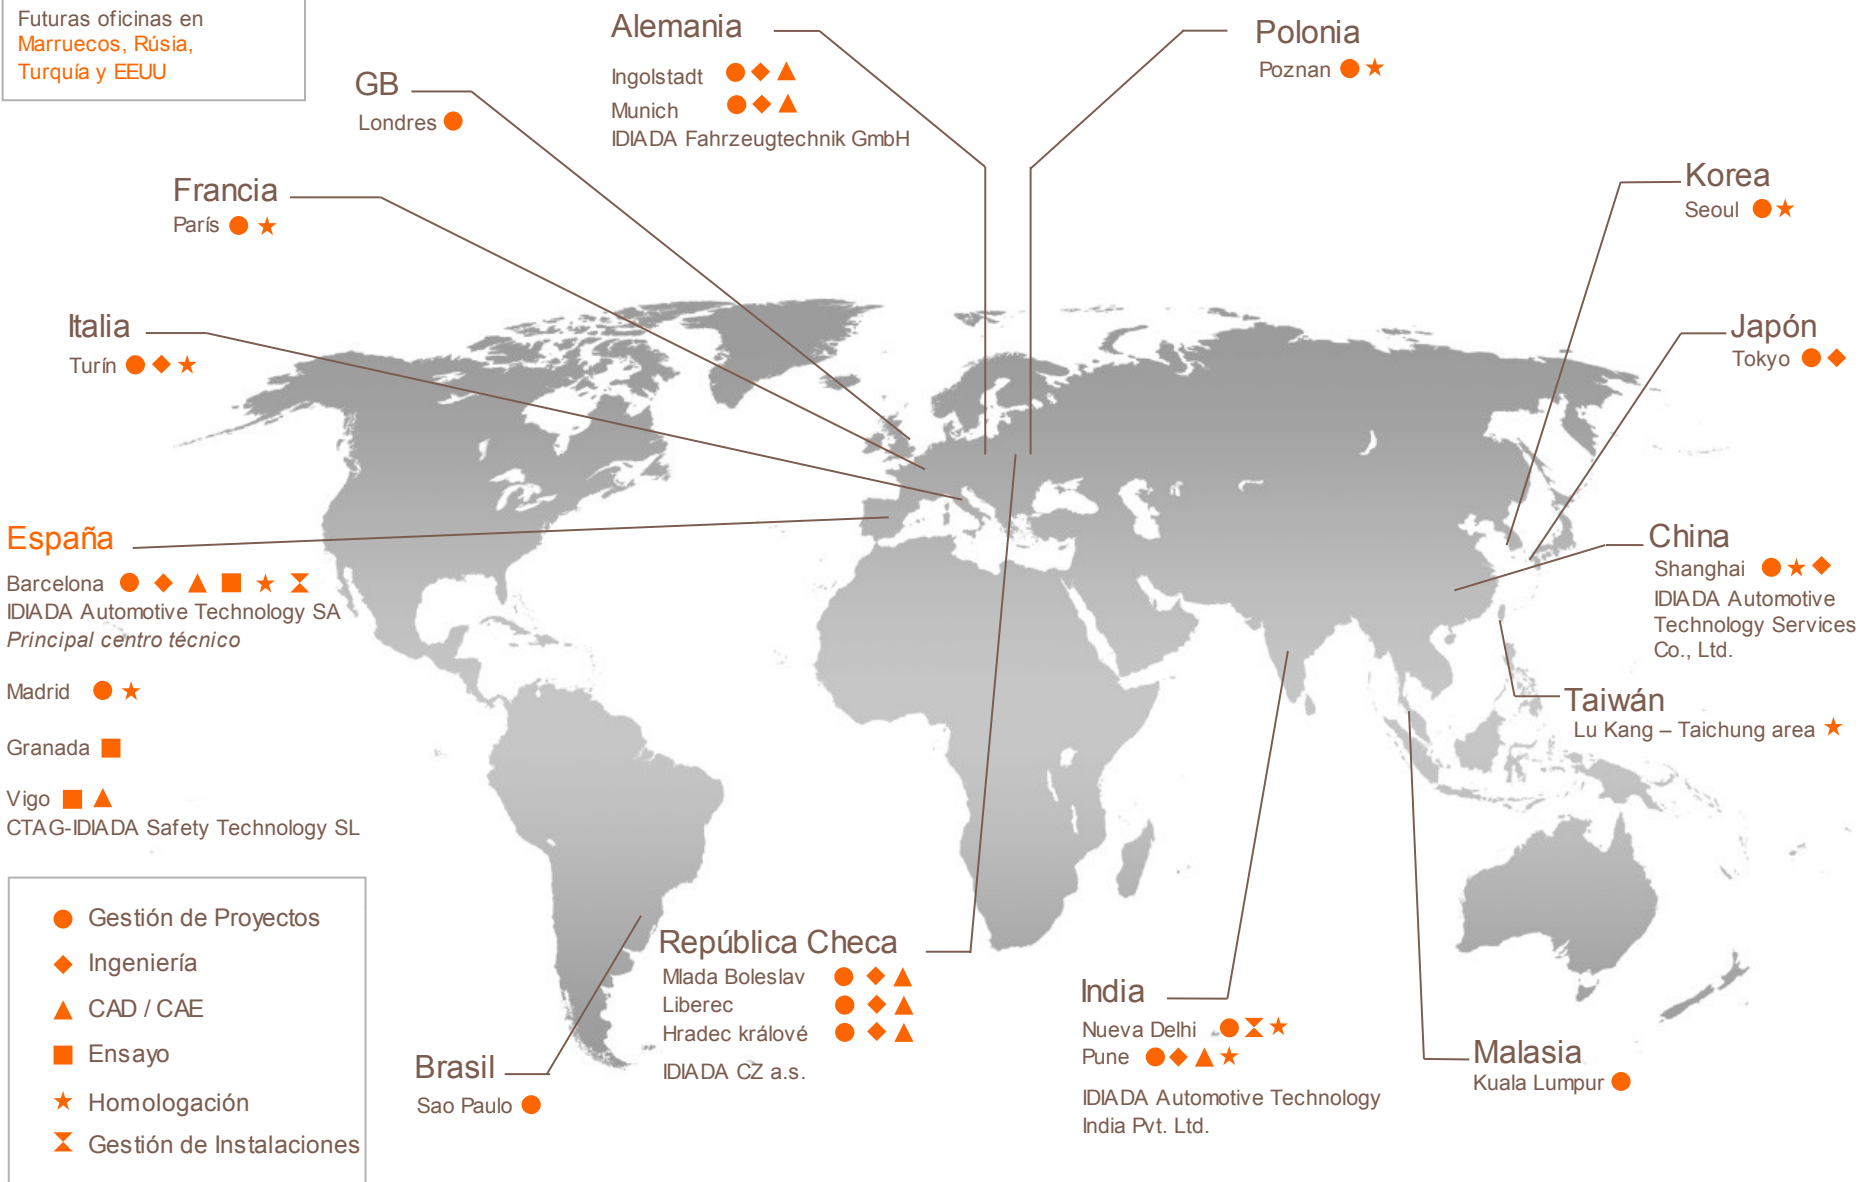 Futuras oficinas en
Marruecos, Rúsia,
Turquía y EEUU
Alemania
Ingolstadt
Munich
IDIADA Fahrzeugtechnik GmbH
Polonia
Poznan
GB
Londres
Francia
París
Korea
Seoul
Italia
Turín
Japón
Tokyo
España
Barcelona
IDIADA Automotive Technology SA
Principal centro técnico
Madrid
Granada
Vigo
CTAG-IDIADA Safety Technology SL
China
Shanghai
IDIADA Automotive
Technology Services
Co., Ltd.
Taiwán
Lu Kang – Taichung area
Gestión de Proyectos
Ingeniería
CAD / CAE
Ensayo
Homologación
Gestión de Instalaciones
Brasil
Sao Paulo
República Checa
Mlada Boleslav
Liberec
Hradec králové
IDIADA CZ a.s.
India
Nueva Delhi
Pune
IDIADA Automotive Technology
India Pvt. Ltd.
Malasia
Kuala Lumpur